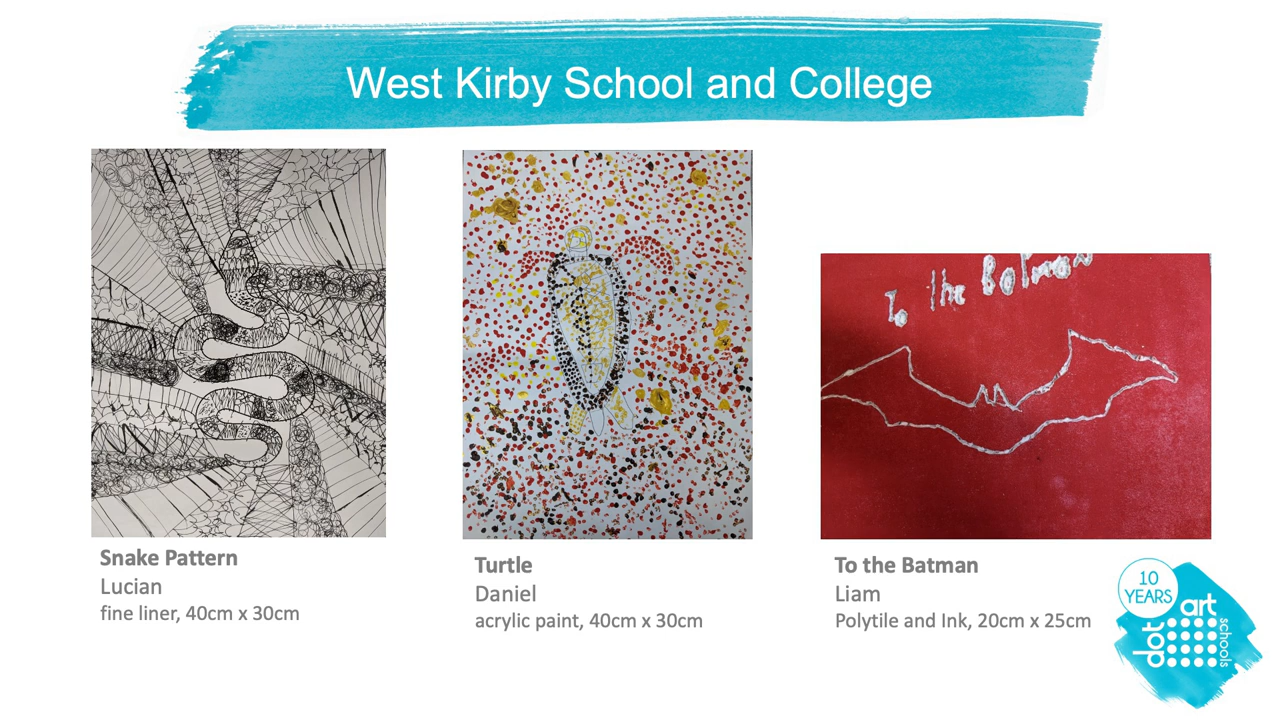 West Kirby School and College
To the Batman
Snake Pattern
Lucian
fine liner, 40cm x 30cm
Turtle
Daniel
acrylic paint, 40cm x 30cm
To the Batman
Liam
Polytile and Ink, 20cm x 25cm
10
YEARS
dot art schools